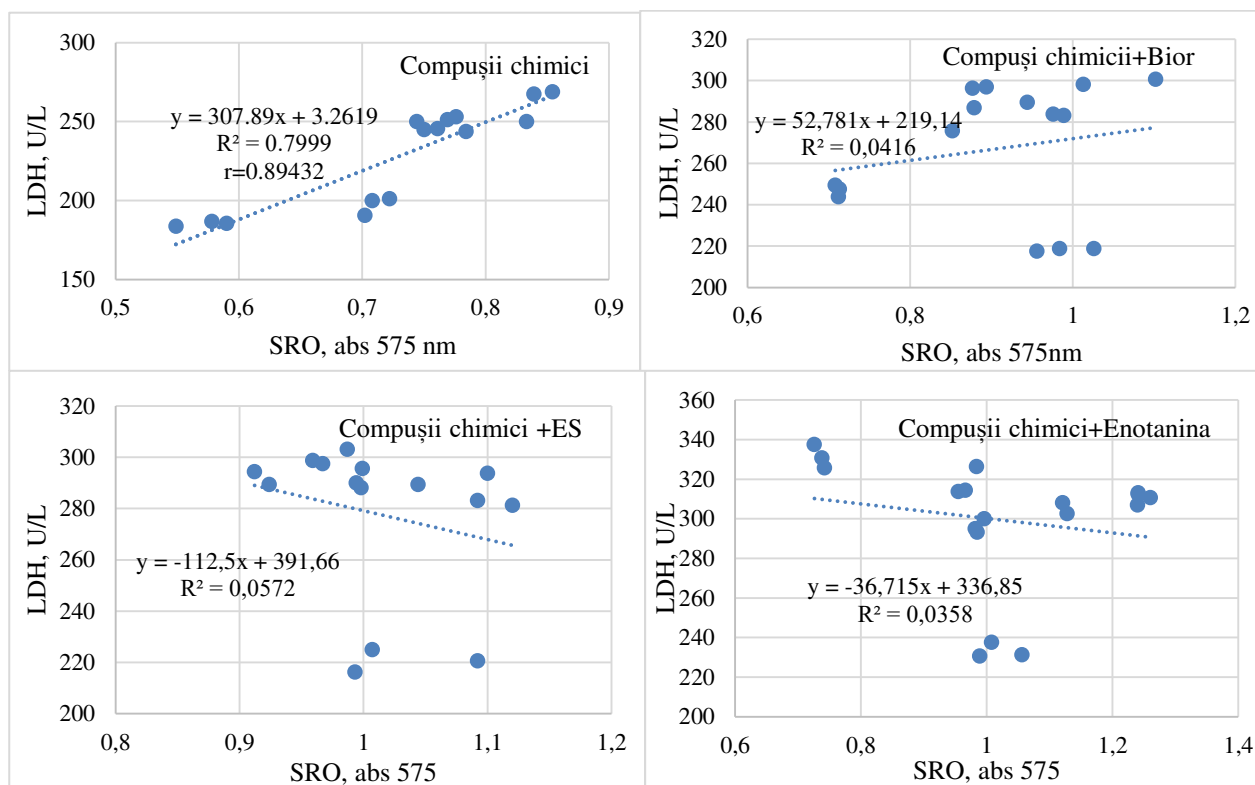 Compușii chimici
y = 307.89x + 3.2619
R² = 0.7999
r=0.89432
LDH, U/L
300
250
200
150
0,5 0,6 0,7 0,8 0,9
SRO, abs 575 nm
Compuși chimicii+Bior
y = 52,781x + 219,14
R² = 0,0416
LDH, U/L
320
300
280
260
240
220
200
0,6 0,8 1 1,2
SRO, abs 575nm
Compușii chimici +ES
y = -112,5x + 391,66
R² = 0,0572
LDH, U/L
320
300
280
260
240
220
200
0,8 0,9 1 1,1 1,2
SRO, abs 575
Compușii chimici+Enotanina
y = -36,715x + 336,85
R² = 0,0358
LDH, U/L
360
340
320
300
280
260
240
220
200
0,6 0,8 1 1,2 1,4
SRO, abs 575